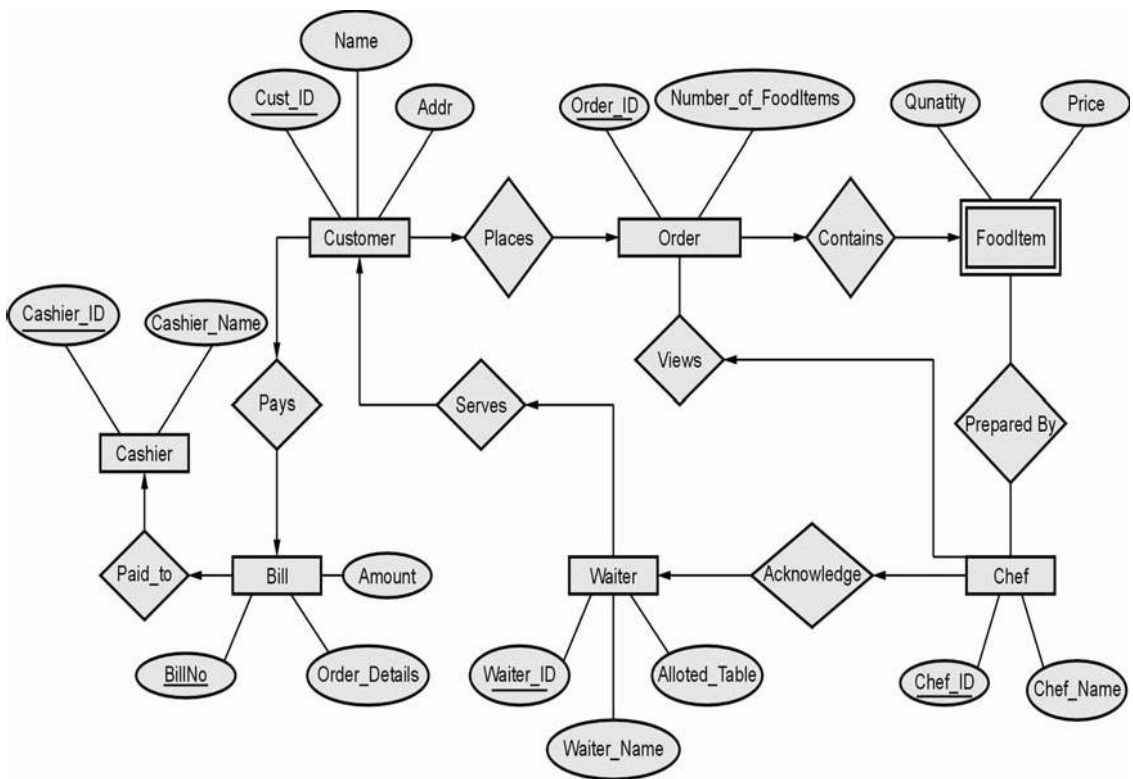 Name
Cust_ID
Addr
Order_ID
Number_of_FoodItems
Qunatity
Price
Customer
Places
Order
Contains
FoodItem
Cashier_ID
Cashier_Name
Views
Pays
Serves
Prepared By
Cashier
Paid_to
Bill
Amount
Waiter
Acknowledge
Chef
BillNo
Order_Details
Waiter_ID
Alloted_Table
Chef_ID
Chef_Name
Waiter_Name